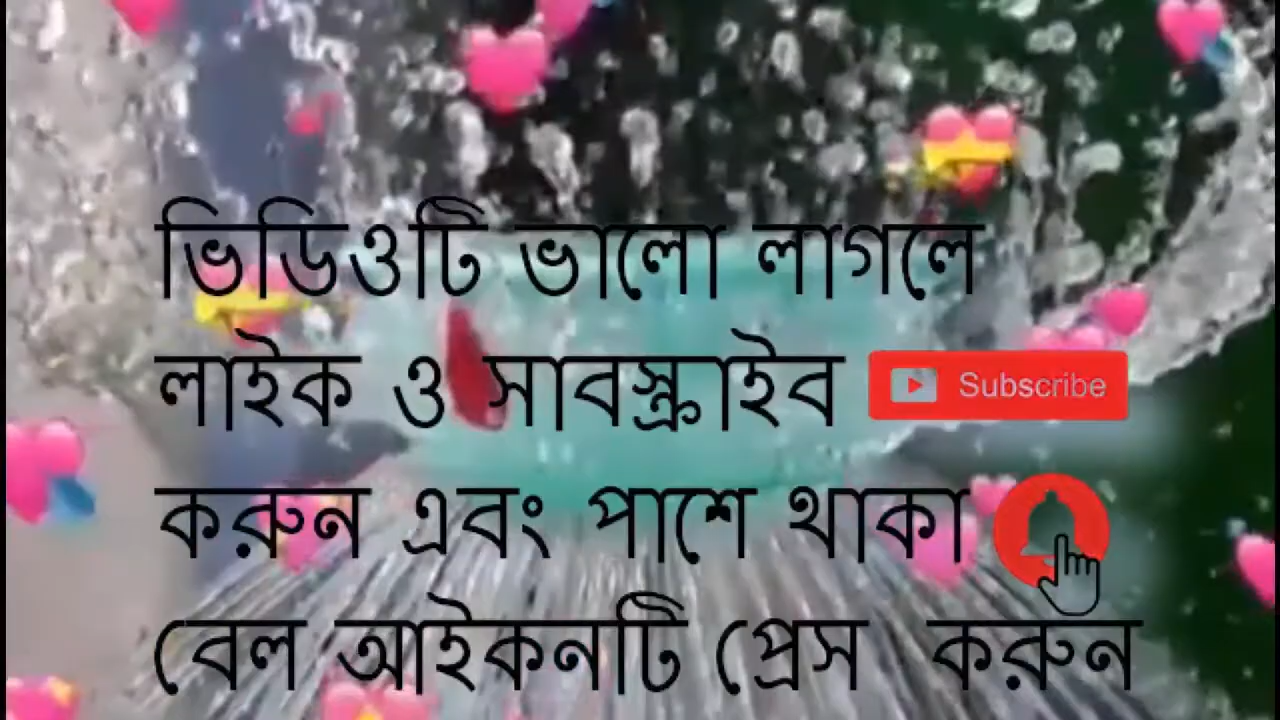 ভিডিওটি ভালো লাগলে
লাইক ও সাবস্ক্রাইব Subscribe
করুন এবং পাশে থাকা
বেল আইকনটি প্রেস করুন